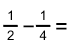 1/2 − 1/4 =